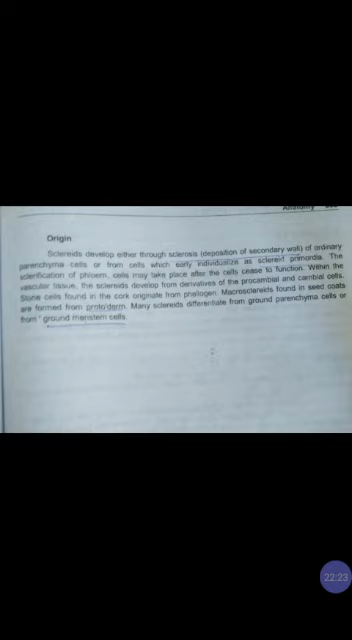 Anatomy
Origin
Sclereids develop either through sclerosis (deposition of secondary wall) of ordinary
parenchyma cells or from cells which early individualize as sclereid primordia. The
sclerification of phloem, cells may take place after the cells cease to function. Within the
vascular tissue, the sclereids develop from derivatives of the procambial and cambial cells.
Stone cells found in the cork originate from phellogen. Macrosclereids found in seed coats
are formed from proto'derm. Many sclereids differentiate from ground parenchyma cells or
from ' ground meristem cells.
22:23